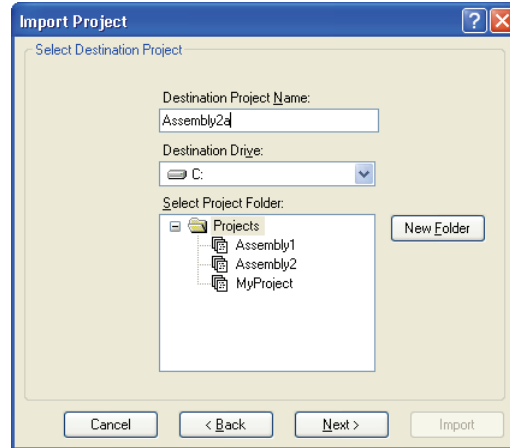 Import Project
Select Destination Project
Destination Project Name:
Assembly2a
Destination Drive:
C:
Select Project Folder:
Projects
Assembly1
Assembly2
MyProject
New Folder
Cancel
< Back
Next >
Import